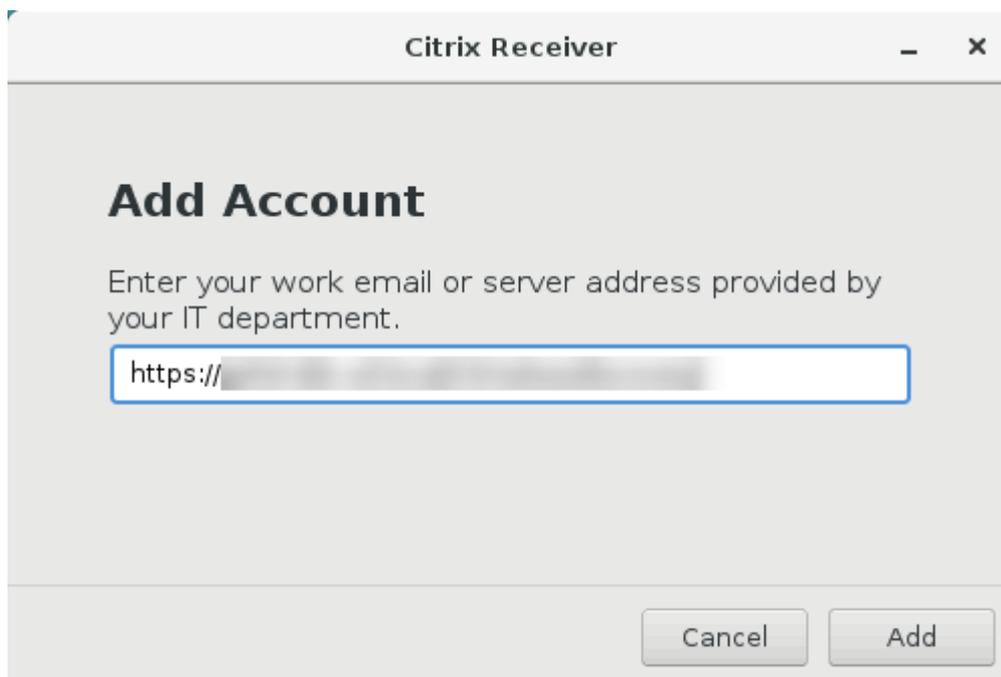 Citrix Receiver
Add Account
Enter your work email or server address provided by
your IT department.
https://
Cancel Add